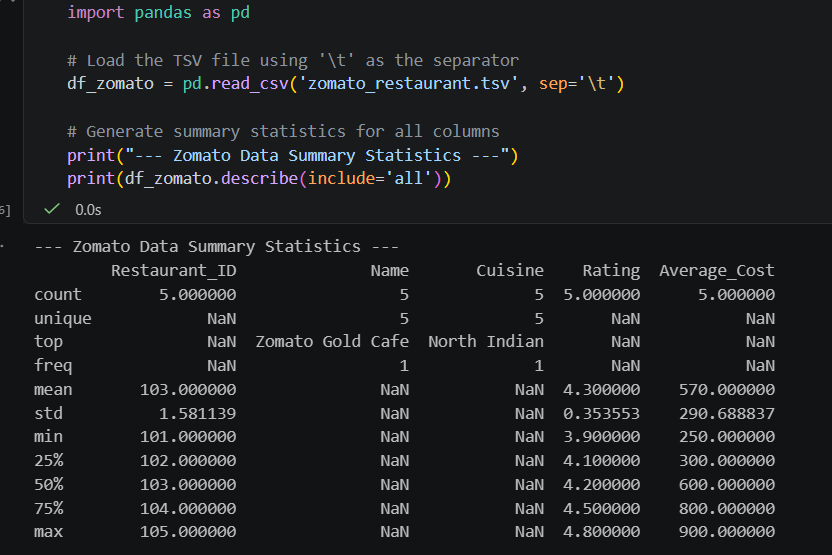 import pandas as pd
# Load the TSV file using '\t' as the separator
df_zomato = pd.read_csv('zomato_restaurant.tsv', sep='\t')
# Generate summary statistics for all columns
print("--- Zomato Data Summary Statistics ---")
print(df_zomato.describe(include='all'))
6] 0.0s
--- Zomato Data Summary Statistics ---
Restaurant_ID Name Cuisine Rating Average_Cost
count 5.000000 5 5 5.000000 5.000000
unique NaN 5 5 NaN NaN
top NaN Zomato Gold Cafe North Indian NaN NaN
freq NaN 1 1 NaN NaN
mean 103.000000 NaN NaN 4.300000 570.000000
std 1.581139 NaN NaN 0.353553 290.688837
min 101.000000 NaN NaN 3.900000 250.000000
25% 102.000000 NaN NaN 4.100000 300.000000
50% 103.000000 NaN NaN 4.200000 600.000000
75% 104.000000 NaN NaN 4.500000 800.000000
max 105.000000 NaN NaN 4.800000 900.000000